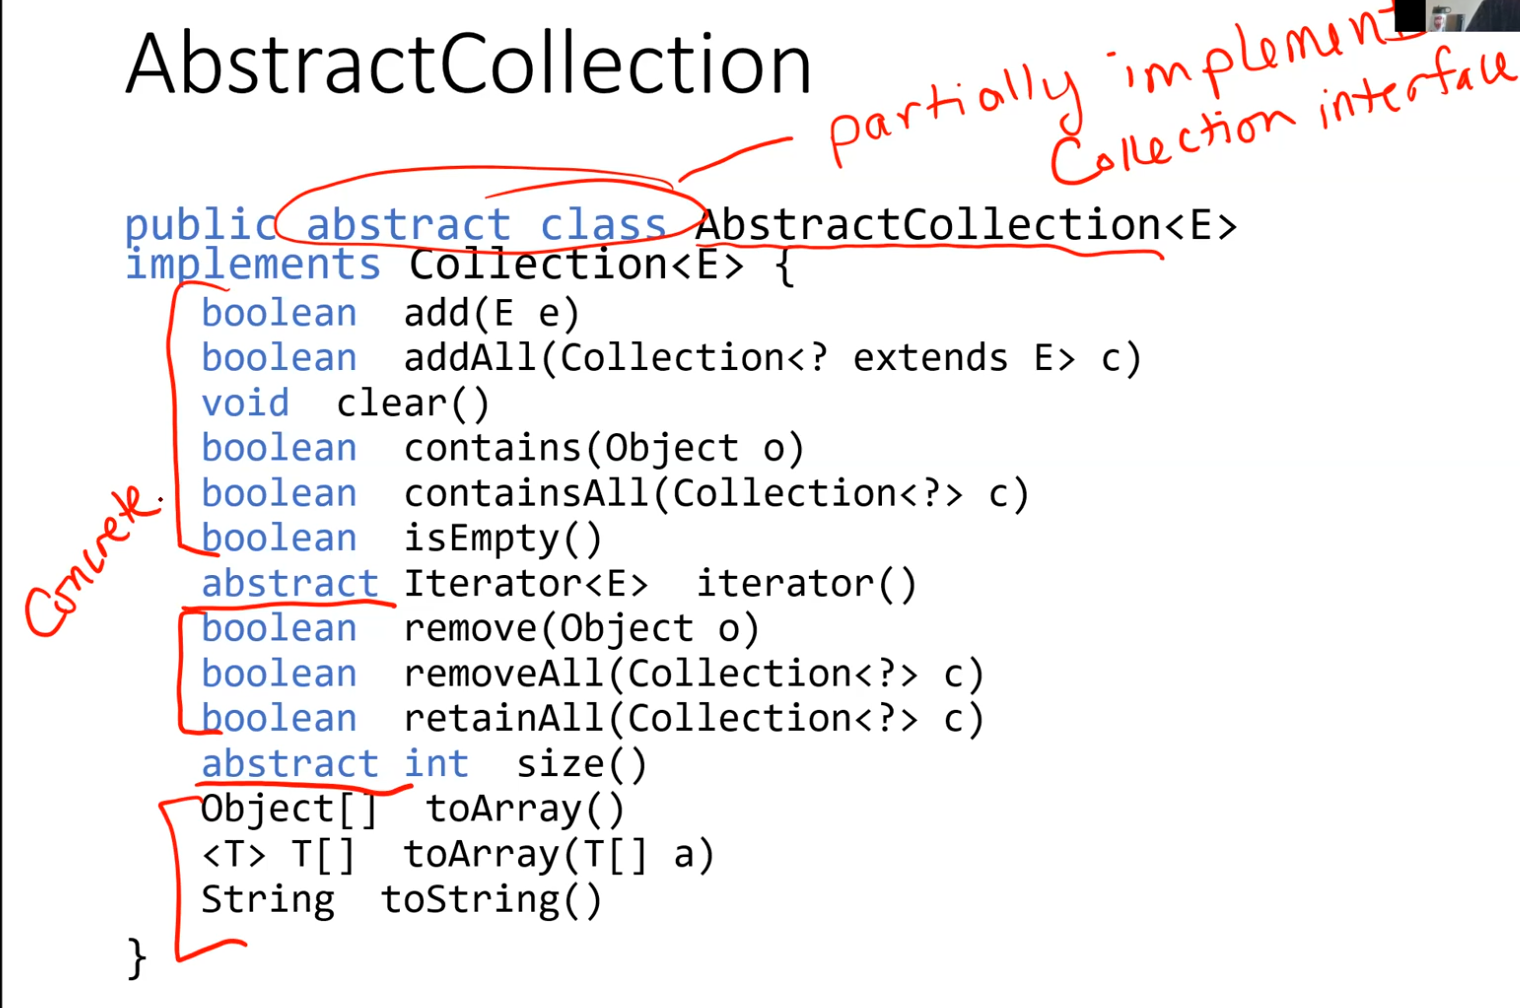 AbstractCollection
partially implement
Collection interface
public abstract class AbstractCollection<E>
implements Collection<E> {
boolean add(E e)
boolean addAll(Collection<? extends E> c)
void clear()
boolean contains(Object o)
boolean containsAll(Collection<?> c)
boolean isEmpty()
Concrete
abstract Iterator<E> iterator()
boolean remove(Object o)
boolean removeAll(Collection<?> c)
boolean retainAll(Collection<?> c)
abstract int size()
Object[] toArray()
<T> T[] toArray(T[] a)
String toString()
}